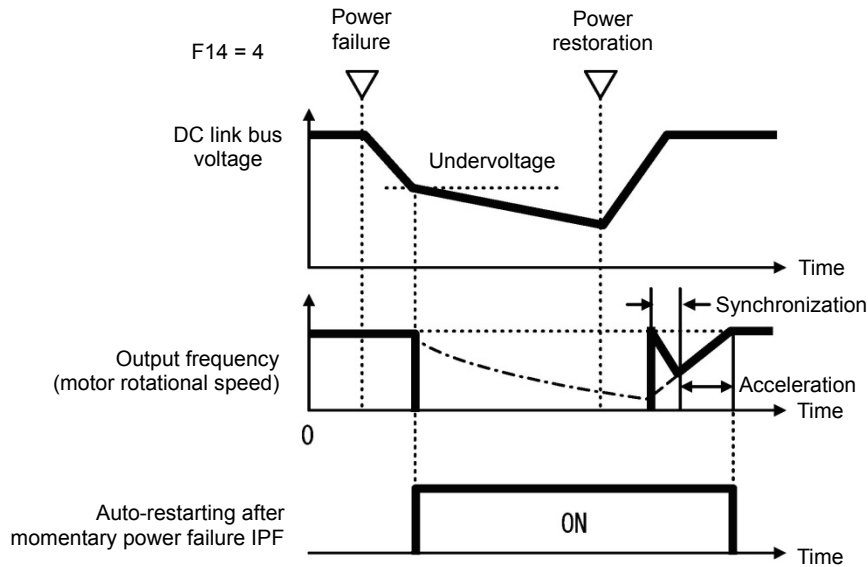 F14 = 4
Power
failure
Power
restoration
DC link bus
voltage
Undervoltage
Time
Synchronization
Output frequency
(motor rotational speed)
Acceleration
Time
0
Auto-restarting after
momentary power failure IPF
ON
Time